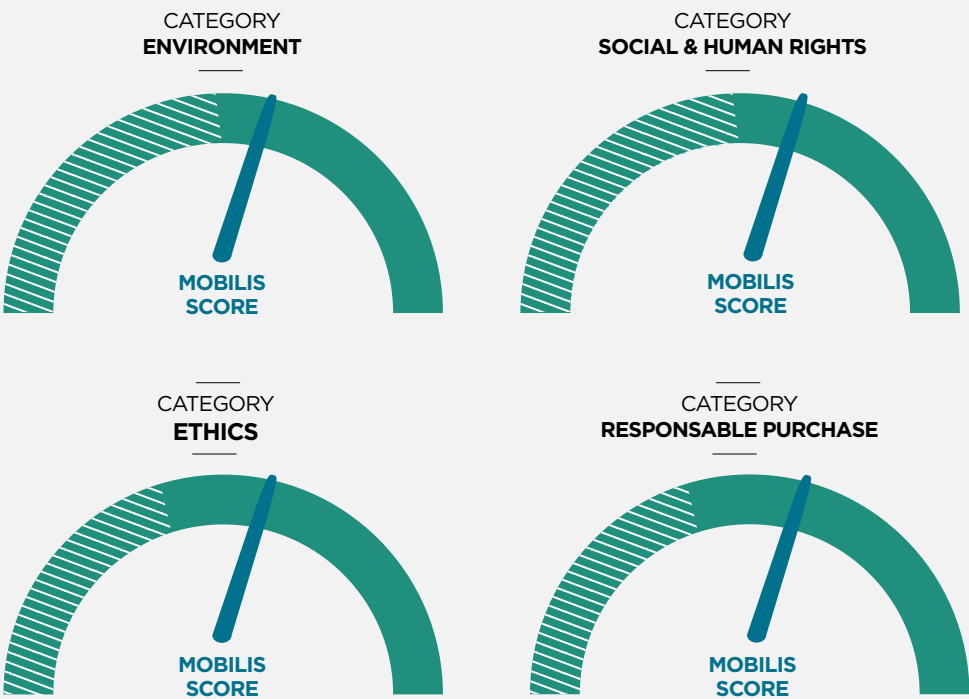 CATEGORY
ENVIRONMENT
MOBILIS
SCORE
CATEGORY
SOCIAL & HUMAN RIGHTS
MOBILIS
SCORE
CATEGORY
ETHICS
MOBILIS
SCORE
CATEGORY
RESPONSABLE PURCHASE
MOBILIS
SCORE